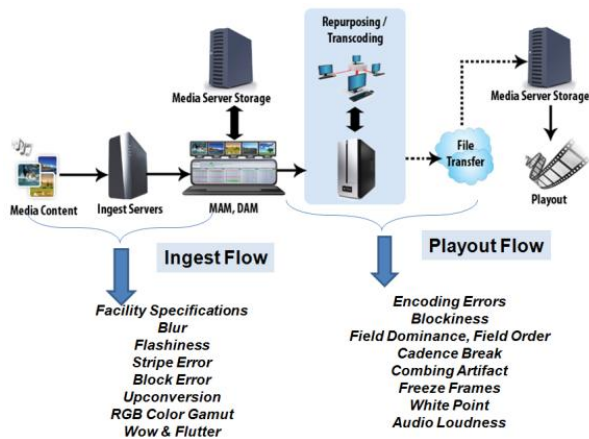 Repurposing /
Transcoding
Media Server Storage
Media Server Storage
File
Transfer
Media Content
Ingest Servers
MAM, DAM
Playout
Ingest Flow
Playout Flow
Facility Specifications
Blur
Flashiness
Stripe Error
Block Error
Upconversion
RGB Color Gamut
Wow & Flutter
Encoding Errors
Blockiness
Field Dominance, Field Order
Cadence Break
Combing Artifact
Freeze Frames
White Point
Audio Loudness